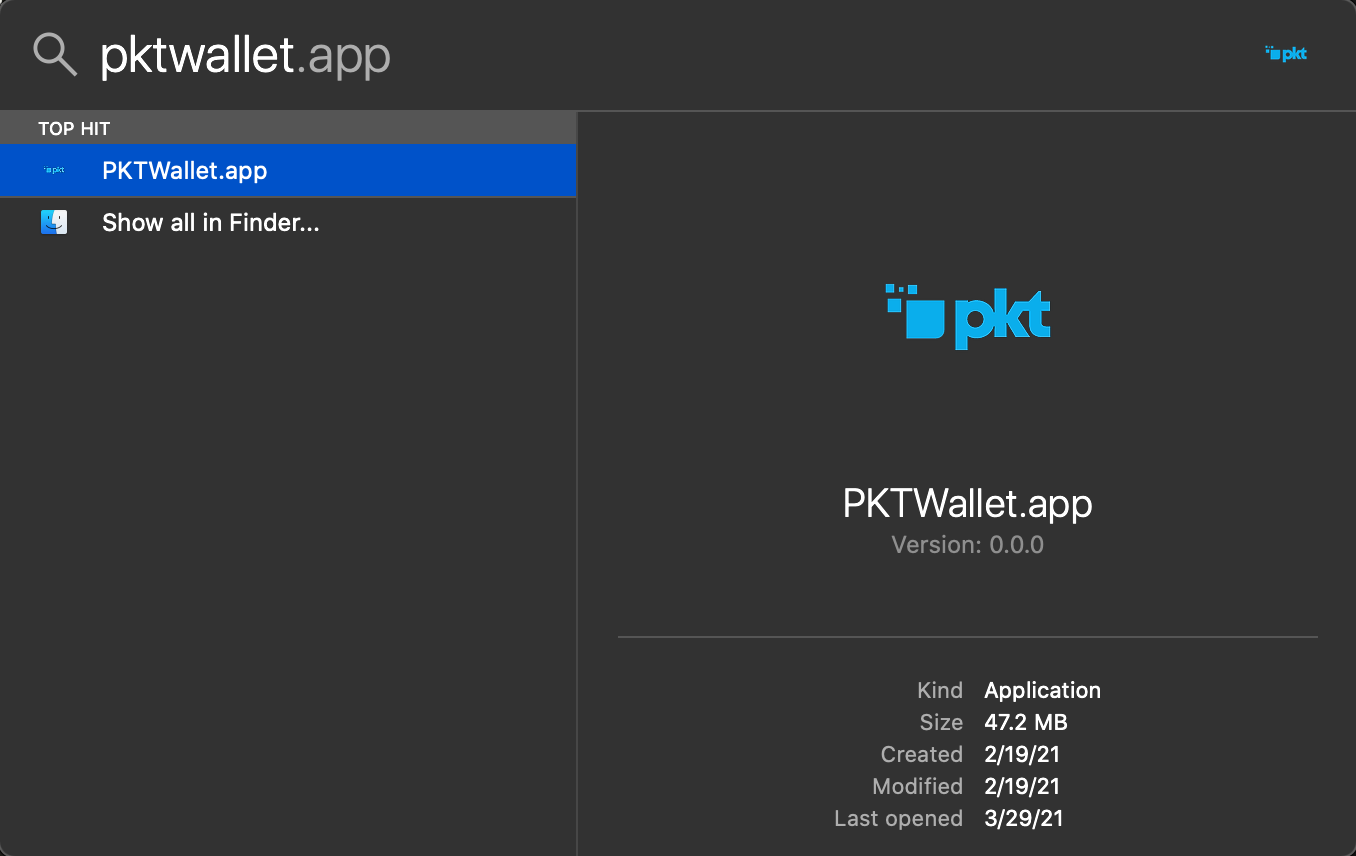 pktwallet.app
pkt
TOP HIT
pkt
PKTWallet.app
Show all in Finder...
pkt
PKTWallet.app
Version: 0.0.0
Kind Application
Size 47.2 MB
Created 2/19/21
Modified 2/19/21
Last opened 3/29/21